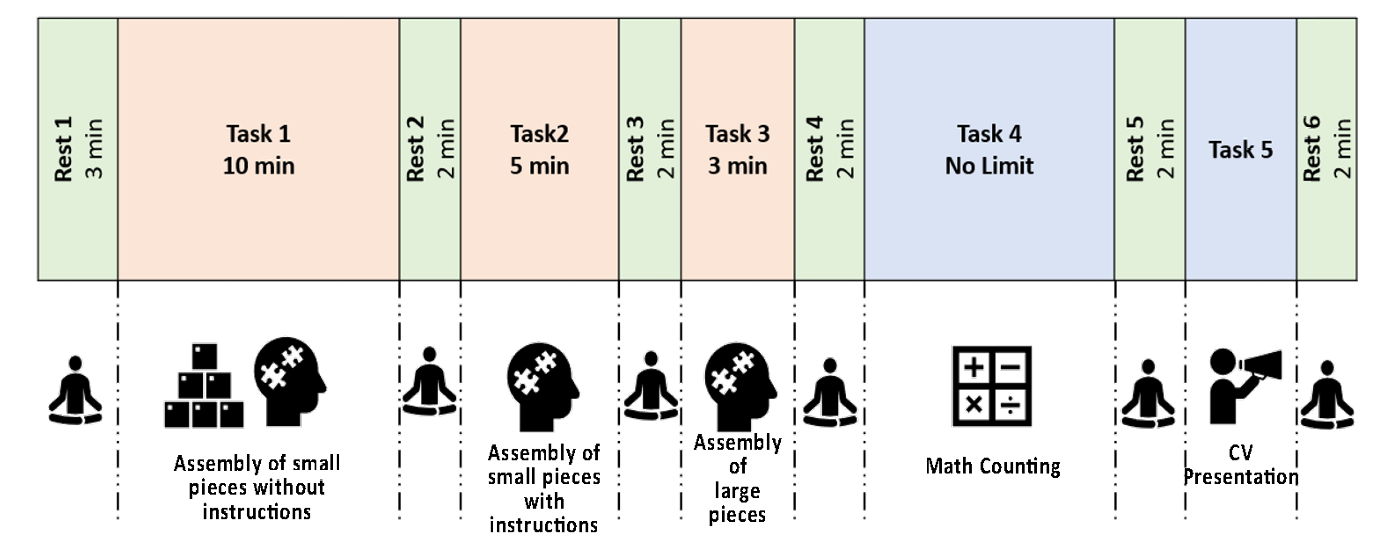 Rest 1
3 min
Task 1
10 min
Rest 2
2 min
Task2
5 min
Rest 3
2 min
Task 3
3 min
Rest 4
2 min
Task 4
No Limit
Rest 5
2 min
Task 5
Rest 6
2 min
Assembly of small
pieces without
instructions
Assembly of
small pieces
with
instructions
Assembly
of
large
pieces
Math Counting
CV
Presentation